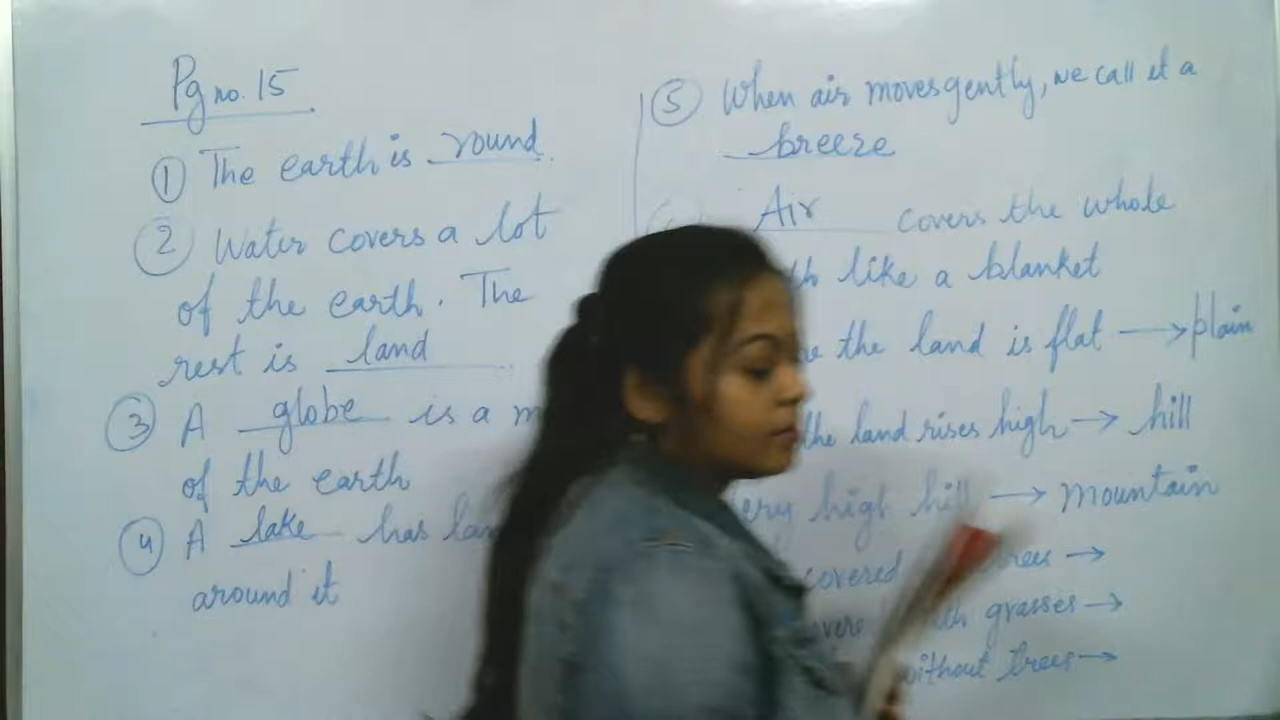 Pg no. 15
① The earth is round.
② Water covers a lot
of the earth. The
rest is land
③ A globe is a m
of the earth
④ A lake has lan
around it
⑤ When air moves gently, we call it a
breeze
Air covers the whole
th like a blanket
the land is flat → plain
the land rises high → hill
ery high hill → mountain
covered rees →
vere th grasses →
without trees →